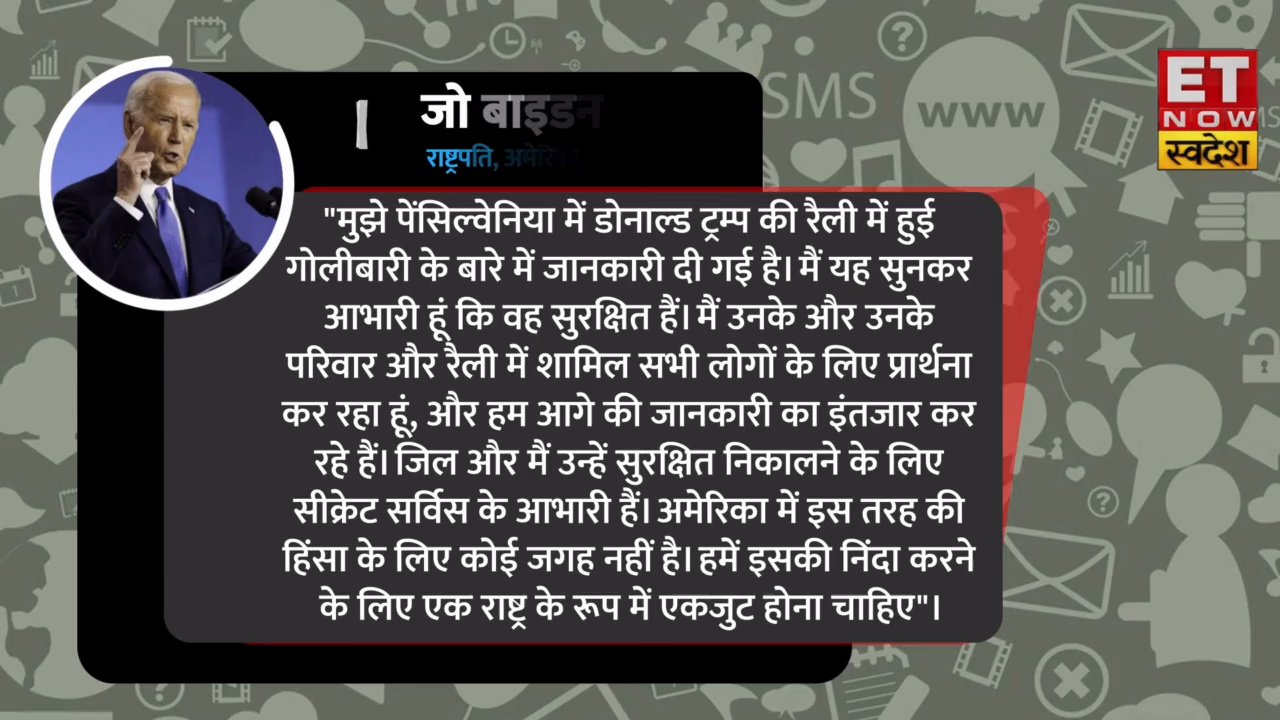 SMS
www
ET
NOW
स्वदेश
जो बाइडन
राष्ट्रपति, अमेरिका
"मुझे पेंसिल्वेनिया में डोनाल्ड ट्रम्प की रैली में हुई
गोलीबारी के बारे में जानकारी दी गई है। मैं यह सुनकर
आभारी हूं कि वह सुरक्षित हैं। मैं उनके और उनके
परिवार और रैली में शामिल सभी लोगों के लिए प्रार्थना
कर रहा हूं, और हम आगे की जानकारी का इंतजार कर
रहे हैं। जिल और मैं उन्हें सुरक्षित निकालने के लिए
सीक्रेट सर्विस के आभारी हैं। अमेरिका में इस तरह की
हिंसा के लिए कोई जगह नहीं है। हमें इसकी निंदा करने
के लिए एक राष्ट्र के रूप में एकजुट होना चाहिए"।